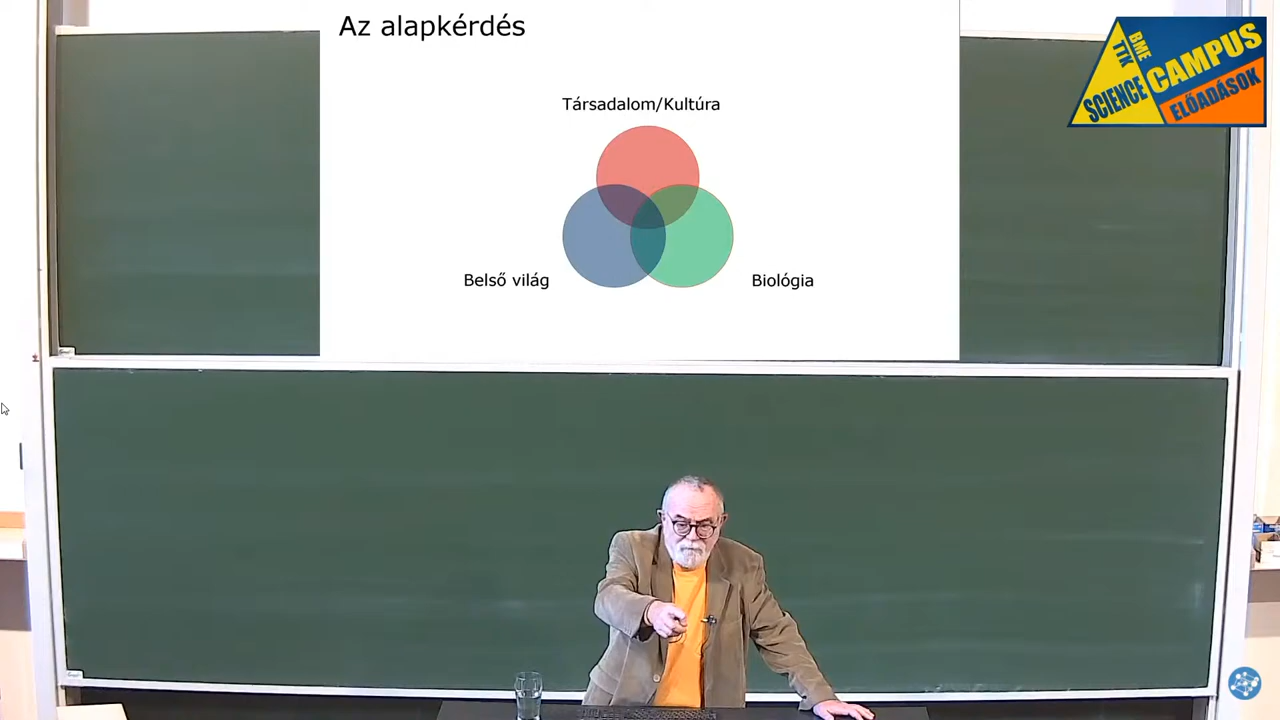 Az alapkérdés
Társadalom/Kultúra
Belső világ
Biológia
BME
TTK
SCIENCE
CAMPUS
ELŐADÁSOK